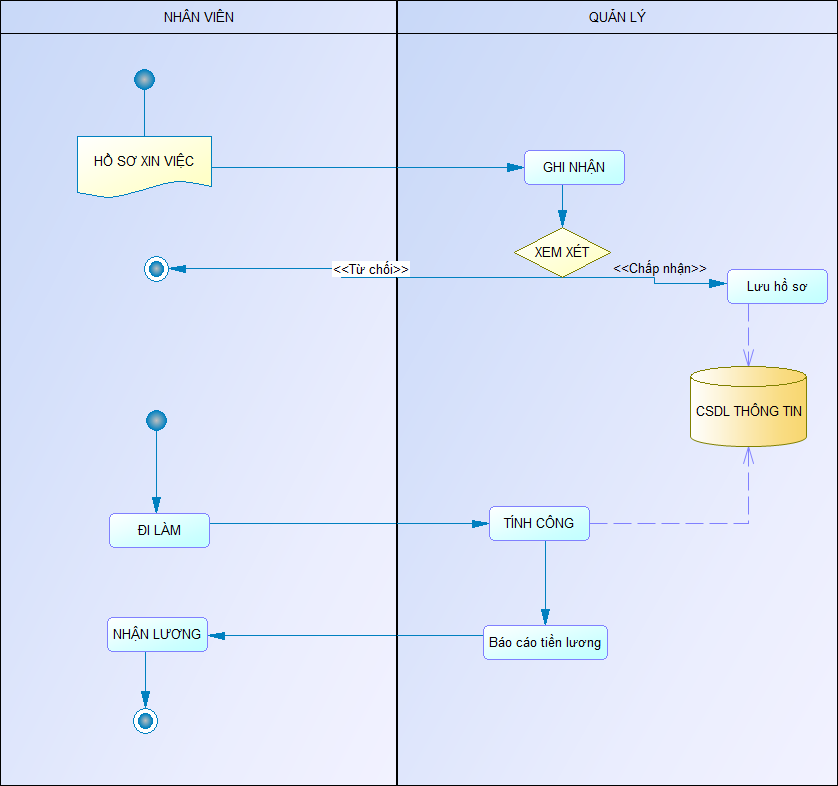 NHÂN VIÊN
QUẢN LÝ
HỒ SƠ XIN VIỆC
GHI NHẬN
XEM XÉT
<<Từ chối>>
<<Chấp nhận>>
Lưu hồ sơ
CSDL THÔNG TIN
ĐI LÀM
TÍNH CÔNG
NHẬN LƯƠNG
Báo cáo tiền lương